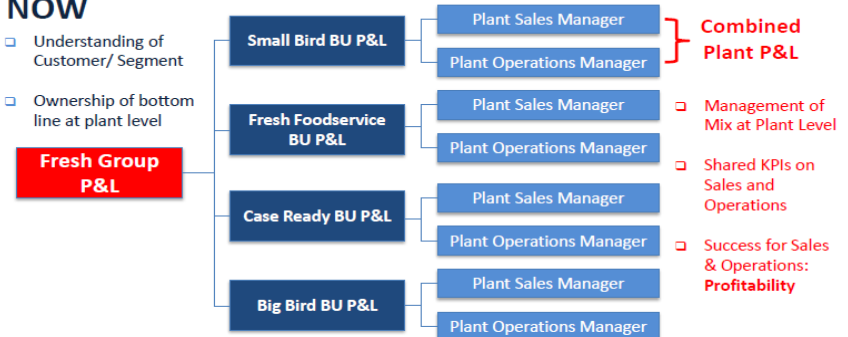 NOW
Understanding of
Customer/ Segment
Ownership of bottom
line at plant level
Fresh Group
P&L
Small Bird BU P&L
Fresh Foodservice
BU P&L
Case Ready BU P&L
Big Bird BU P&L
Plant Sales Manager
Plant Operations Manager
Plant Sales Manager
Plant Operations Manager
Plant Sales Manager
Plant Operations Manager
Plant Sales Manager
Plant Operations Manager
Combined
Plant P&L
Management of
Mix at Plant Level
Shared KPIs on
Sales and
Operations
Success for Sales
& Operations:
Profitability